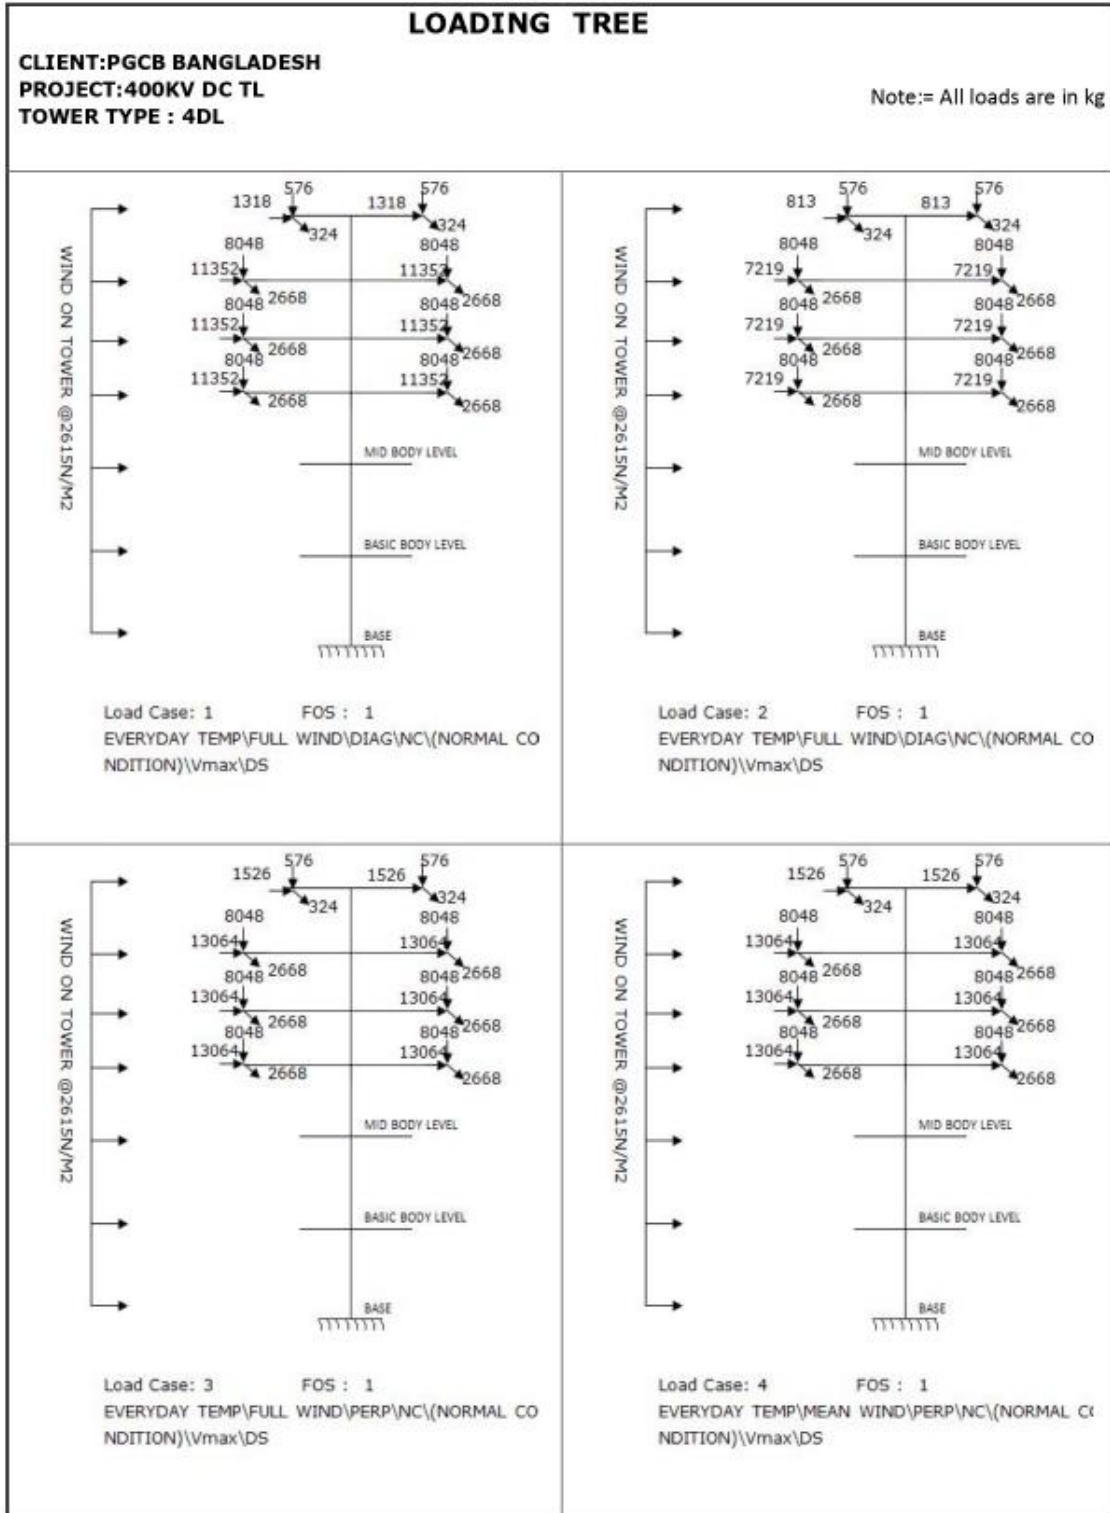 LOADING TREE
CLIENT:PGCB BANGLADESH
PROJECT:400KV DC TL
TOWER TYPE : 4DL
Note:= All loads are in kg
WIND ON TOWER @2615N/M2
576 576
1318 1318
324 324
8048 8048
11352 11352
2668 2668
8048 8048
11352 11352
2668 2668
8048 8048
11352 11352
2668 2668
MID BODY LEVEL
BASIC BODY LEVEL
BASE
Load Case: 1 FOS : 1
EVERYDAY TEMP\FULL WIND\DIAG\NC\(NORMAL CO
NDITION)\Vmax\DS
WIND ON TOWER @2615N/M2
576 576
813 813
324 324
8048 8048
7219 7219
2668 2668
8048 8048
7219 7219
2668 2668
8048 8048
7219 7219
2668 2668
MID BODY LEVEL
BASIC BODY LEVEL
BASE
Load Case: 2 FOS : 1
EVERYDAY TEMP\FULL WIND\DIAG\NC\(NORMAL CO
NDITION)\Vmax\DS
WIND ON TOWER @2615N/M2
576 576
1526 1526
324 324
8048 8048
13064 13064
2668 2668
8048 8048
13064 13064
2668 2668
8048 8048
13064 13064
2668 2668
MID BODY LEVEL
BASIC BODY LEVEL
BASE
Load Case: 3 FOS : 1
EVERYDAY TEMP\FULL WIND\PERP\NC\(NORMAL CO
NDITION)\Vmax\DS
WIND ON TOWER @2615N/M2
576 576
1526 1526
324 324
8048 8048
13064 13064
2668 2668
8048 8048
13064 13064
2668 2668
8048 8048
13064 13064
2668 2668
MID BODY LEVEL
BASIC BODY LEVEL
BASE
Load Case: 4 FOS : 1
EVERYDAY TEMP\MEAN WIND\PERP\NC\(NORMAL CO
NDITION)\Vmax\DS